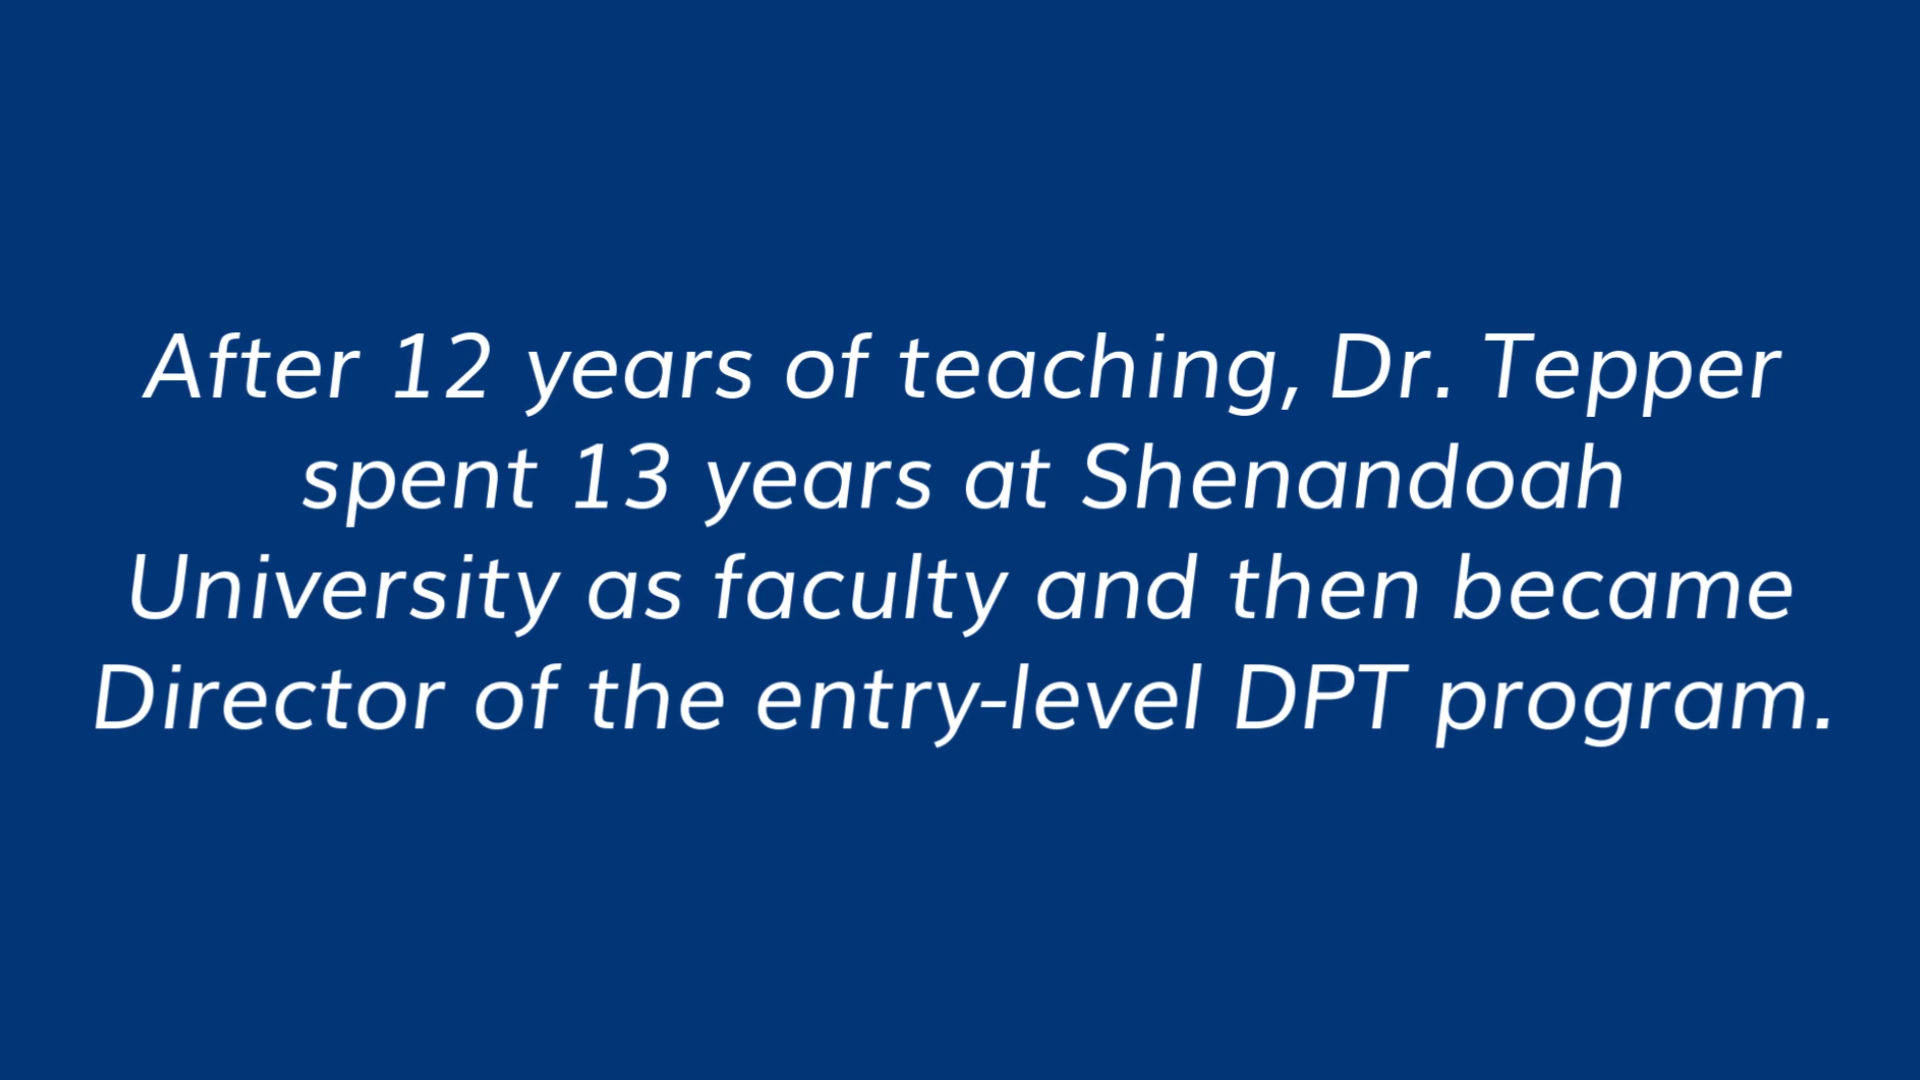 After 12 years of teaching, Dr. Tepper
spent 13 years at Shenandoah
University as faculty and then became
Director of the entry-level DPT program.